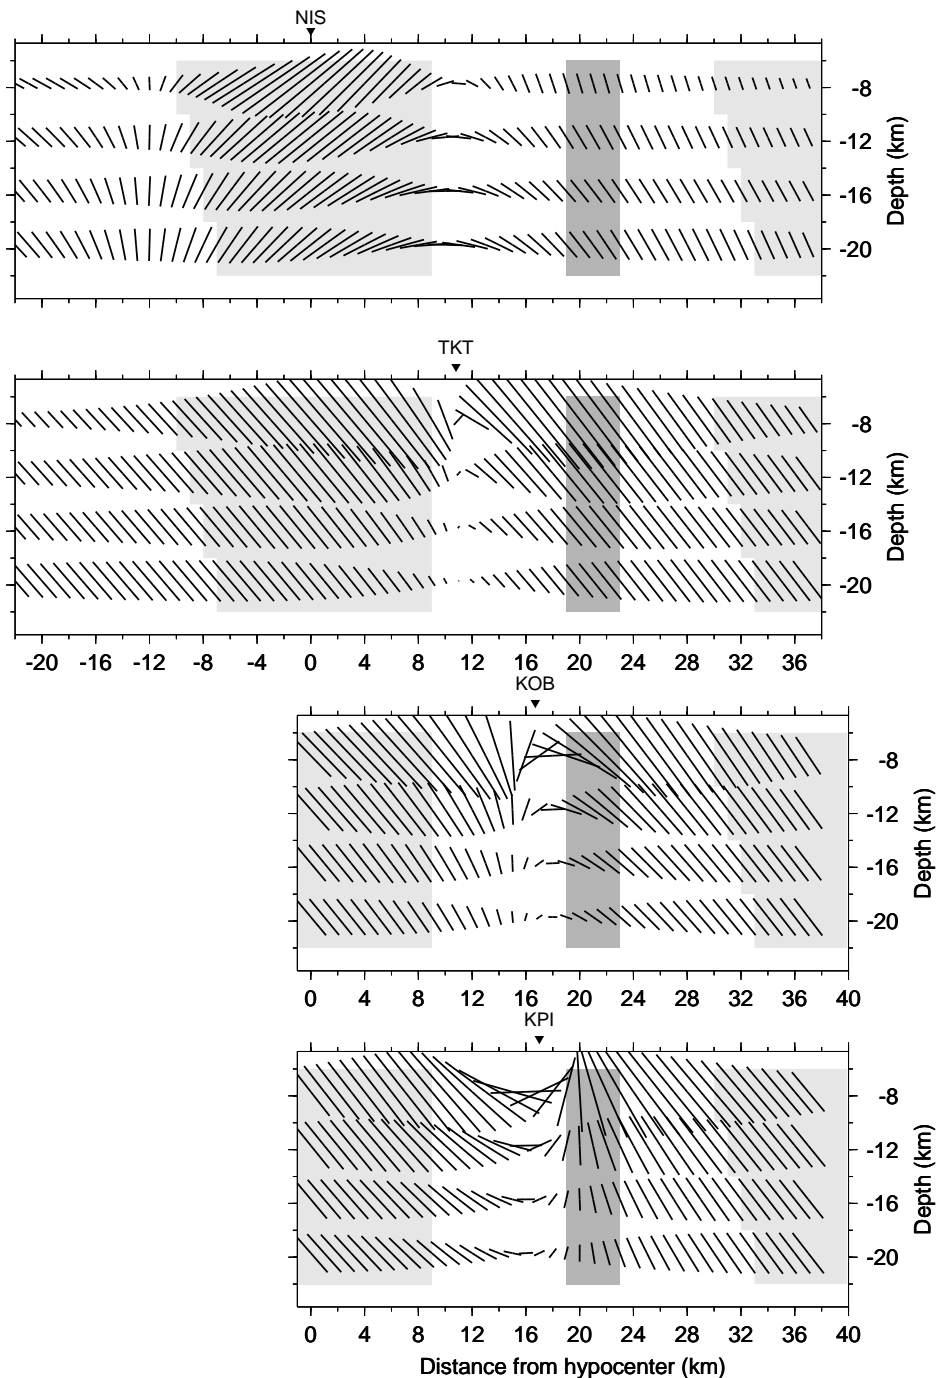 NIS
-8
-12
-16
-20
Depth (km)
TKT
-8
-12
-16
-20
Depth (km)
-20 -16 -12 -8 -4 0 4 8 12 16 20 24 28 32 36
KOB
-8
-12
-16
-20
Depth (km)
0 4 8 12 16 20 24 28 32 36 40
KPI
-8
-12
-16
-20
Depth (km)
0 4 8 12 16 20 24 28 32 36 40
Distance from hypocenter (km)